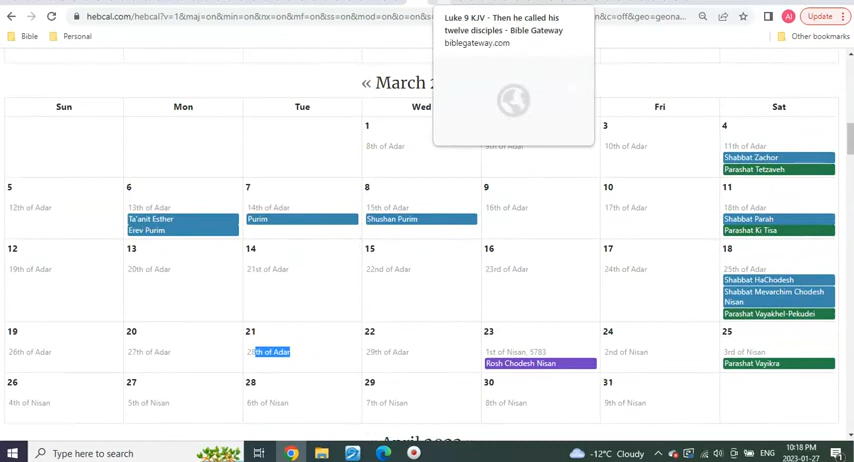 hebcal.com/hebcal?v=1&maj=on&min=on&nx=on&mf=on&ss=on&mod=on&o=on&s
Update
Bible
Personal
Other bookmarks
Luke 9 KJV - Then he called his
twelve disciples - Bible Gateway
biblegateway.com
« March
Sun
Mon
Tue
Fri
Sat
1
3
4
8th of Adar
10th of Adar
11th of Adar
Shabbat Zachor
Parashat Tetzaveh
5
6
7
8
9
10
11
12th of Adar
13th of Adar
14th of Adar
15th of Adar
16th of Adar
17th of Adar
18th of Adar
Ta'anit Esther
Purim
Shushan Purim
Shabbat Parah
Erev Purim
Parashat Ki Tisa
12
13
14
15
16
17
18
19th of Adar
20th of Adar
21st of Adar
22nd of Adar
23rd of Adar
24th of Adar
25th of Adar
Shabbat HaChodesh
Shabbat Mevarchim Chodesh
Nisan
Parashat Vayakhel-Pekudei
19
20
21
22
23
24
25
26th of Adar
27th of Adar
28th of Adar
29th of Adar
1st of Nisan, 5783
2nd of Nisan
3rd of Nisan
Rosh Chodesh Nisan
Parashat Vayikra
26
27
28
29
30
31
4th of Nisan
5th of Nisan
6th of Nisan
7th of Nisan
8th of Nisan
9th of Nisan
Type here to search
-12°C Cloudy
ENG
10:18 PM
2023-01-27